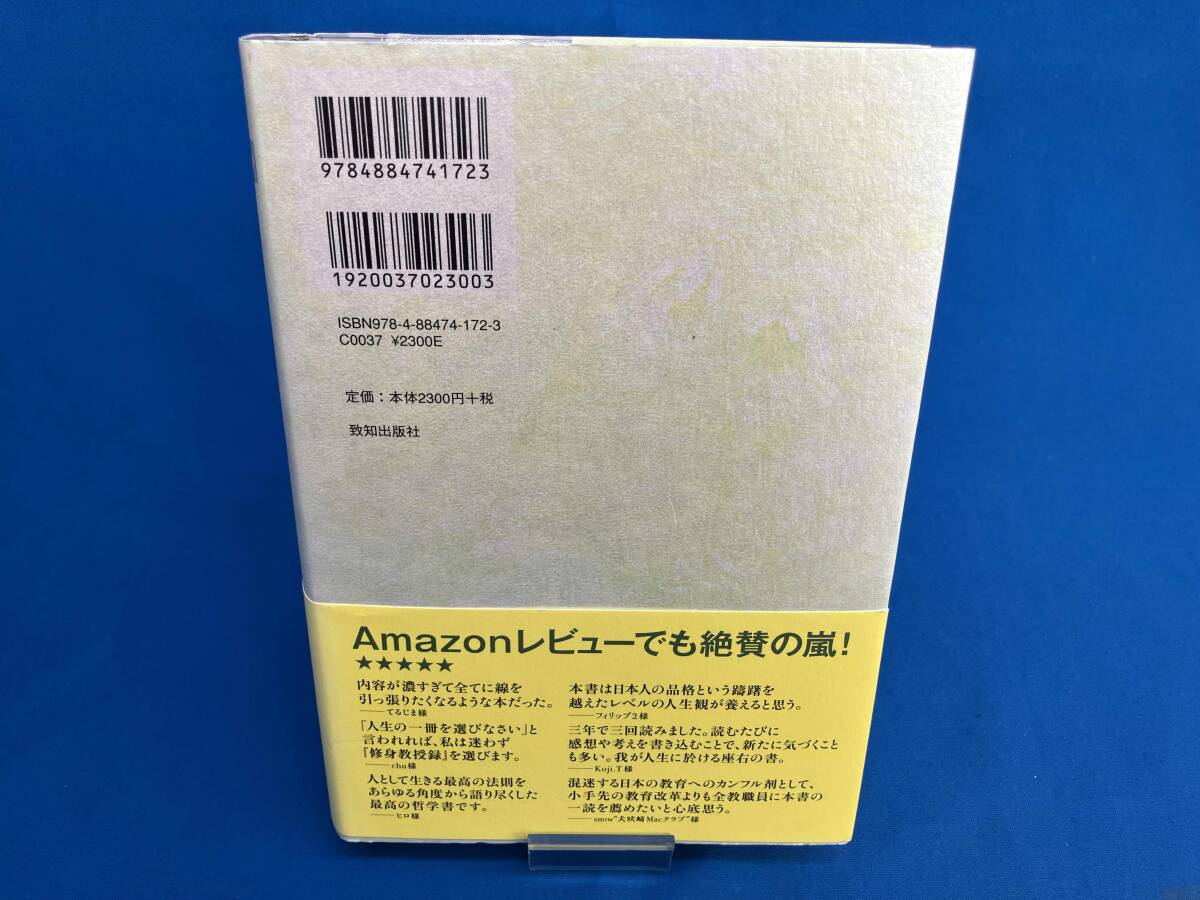 9784884741723
1920037023003
ISBN978-4-88474-172-3
C0037 ¥2300E
定価：本体2300円＋税
致知出版社
Amazonレビューでも絶賛の嵐！
★★★★★
内容が濃すぎて全てに線を
引っ張りたくなるような本だった。
——てるじま様
「人生の一冊を選びなさい」と
言われれば、私は迷わず
『修身教授録』を選びます。
——chu様
人として生きる最高の法則を
あらゆる角度から語り尽くした
最高の哲学書です。
——ヒロ様
本書は日本人の品格という躊躇を
越えたレベルの人生観が養えると思う。
——フィリップ2様
三年で三回読みました。読むたびに
感想や考えを書き込むことで、新たに気づくこと
も多い。我が人生に於ける座右の書。
——Koji.T様
混迷する日本の教育へのカンフル剤として、
小手先の教育改革よりも全教職員に本書の
一読を薦めたいと心底思う。
——snow"犬吠崎Macクラブ"様